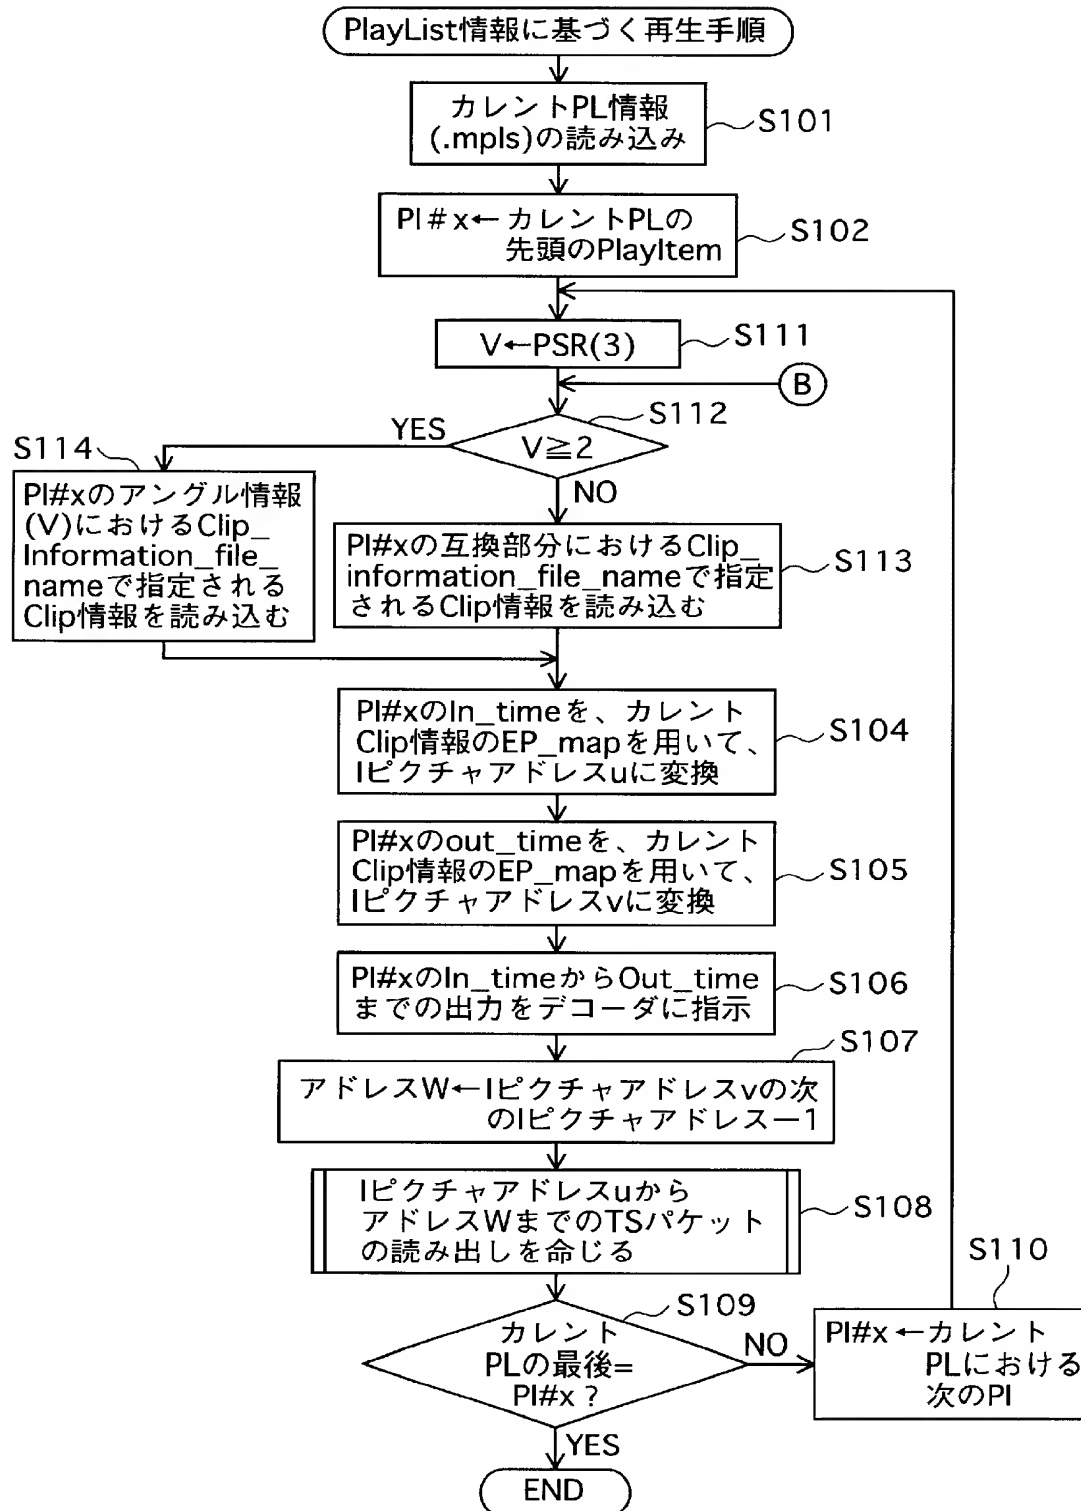 PlayList情報に基づく再生手順
カレントPL情報
(.mpls)の読み込み
S101
PI#x←カレントPLの
先頭のPlayItem
S102
V←PSR(3)
S111
B
S112
V≧2
YES
NO
S114
PI#xのアングル情報
(V)におけるClip_
Information_file_
nameで指定される
Clip情報を読み込む
PI#xの互換部分におけるClip_
information_file_nameで指定
されるClip情報を読み込む
S113
PI#xのIn_timeを、カレント
Clip情報のEP_mapを用いて、
Iピクチャアドレスuに変換
S104
PI#xのout_timeを、カレント
Clip情報のEP_mapを用いて、
Iピクチャアドレスvに変換
S105
PI#xのIn_timeからOut_time
までの出力をデコーダに指示
S106
S107
アドレスW←Iピクチャアドレスvの次
のIピクチャアドレスー1
Iピクチャアドレスuから
アドレスWまでのTSパケット
の読み出しを命じる
S108
S109
カレント
PLの最後=
PI#x?
NO
S110
PI#x←カレント
PLにおける
次のPI
YES
END